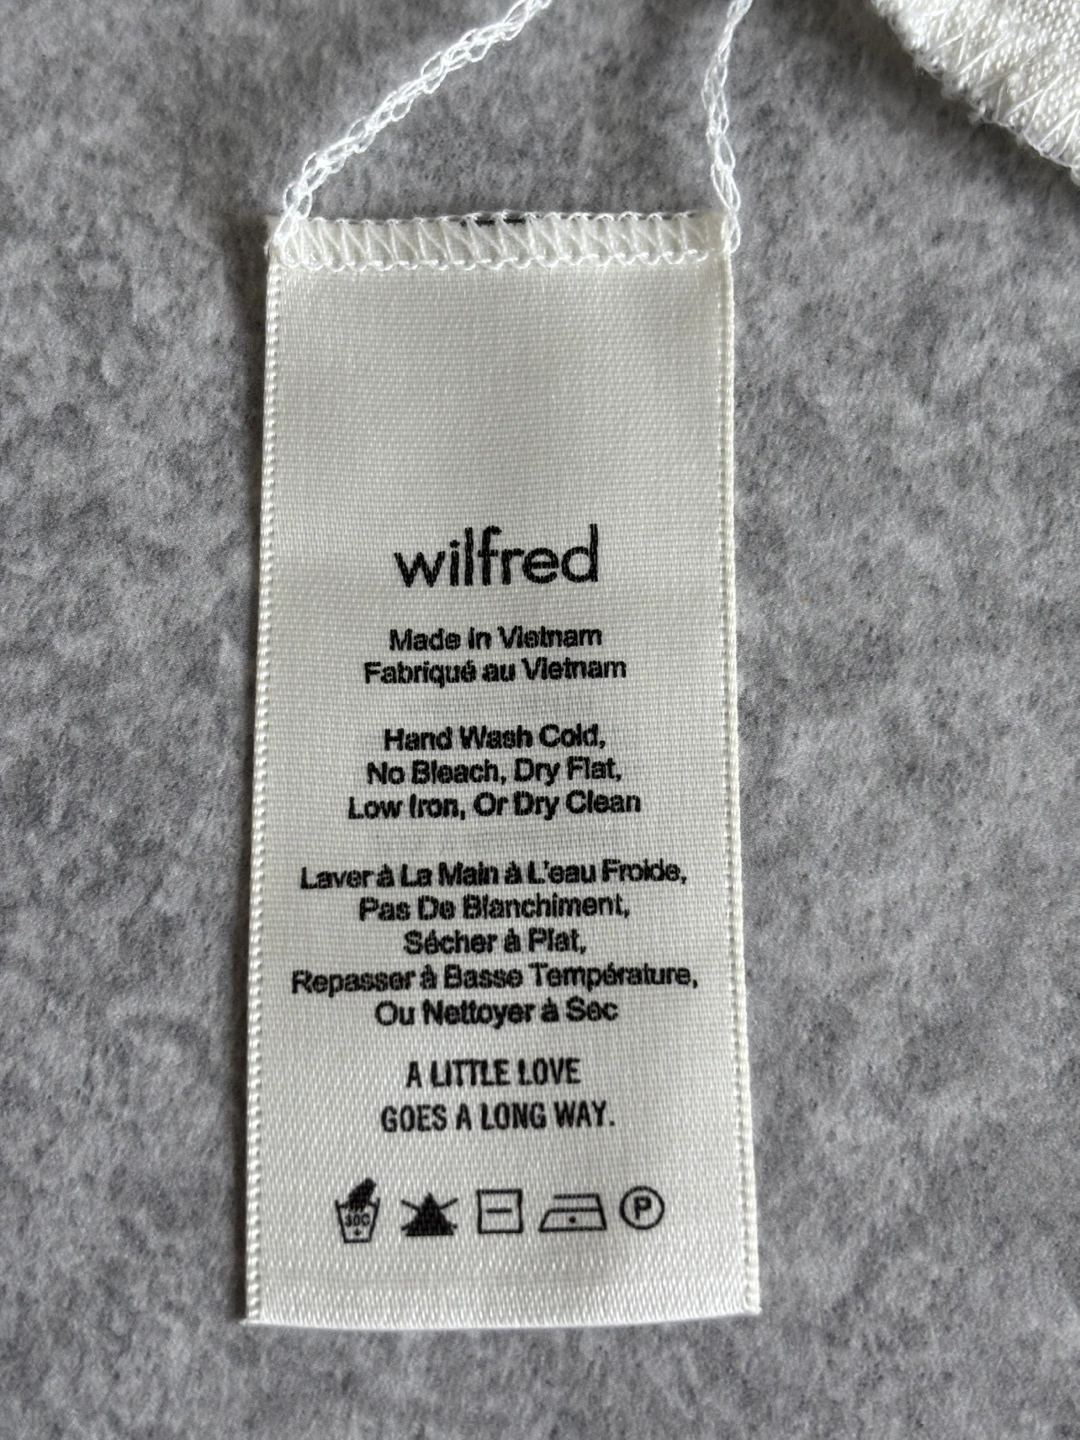 wilfred
Made in Vietnam
Fabriqué au Vietnam
Hand Wash Cold,
No Bleach, Dry Flat,
Low Iron, Or Dry Clean
Laver à La Main à L'eau Froide,
Pas De Blanchiment,
Sécher à Plat,
Repasser à Basse Température,
Ou Nettoyer à Sec
A LITTLE LOVE
GOES A LONG WAY.
30C P